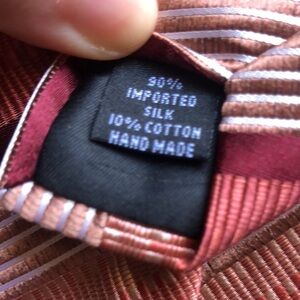 90%
IMPORTED
SILK
10% COTTON
HAND MADE